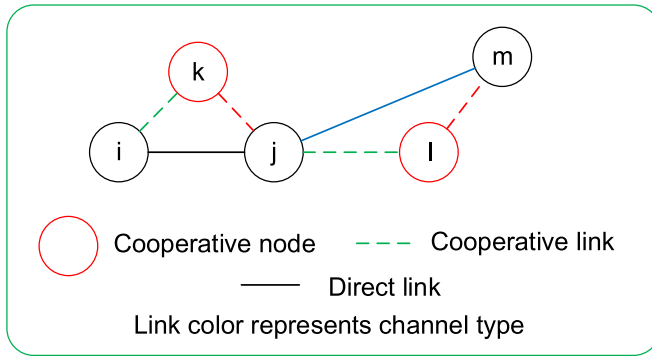 k
m
i
j
l
Cooperative node
Cooperative link
Direct link
Link color represents channel type